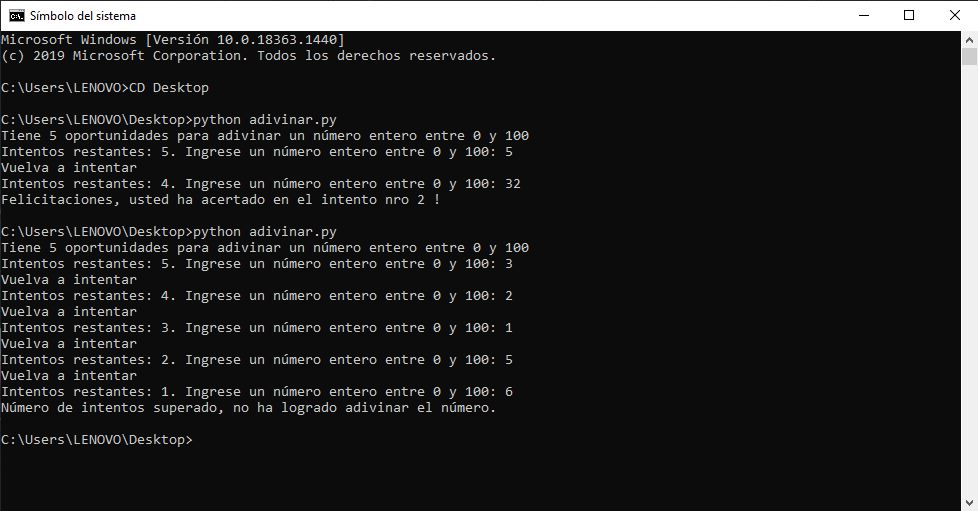 Símbolo del sistema
Microsoft Windows [Versión 10.0.18363.1440]
(c) 2019 Microsoft Corporation. Todos los derechos reservados.
C:\Users\LENOVO>CD Desktop
C:\Users\LENOVO\Desktop>python adivinar.py
Tiene 5 oportunidades para adivinar un número entero entre 0 y 100
Intentos restantes: 5. Ingrese un número entero entre 0 y 100: 5
Vuelva a intentar
Intentos restantes: 4. Ingrese un número entero entre 0 y 100: 32
Felicitaciones, usted ha acertado en el intento nro 2 !
C:\Users\LENOVO\Desktop>python adivinar.py
Tiene 5 oportunidades para adivinar un número entero entre 0 y 100
Intentos restantes: 5. Ingrese un número entero entre 0 y 100: 3
Vuelva a intentar
Intentos restantes: 4. Ingrese un número entero entre 0 y 100: 2
Vuelva a intentar
Intentos restantes: 3. Ingrese un número entero entre 0 y 100: 1
Vuelva a intentar
Intentos restantes: 2. Ingrese un número entero entre 0 y 100: 5
Vuelva a intentar
Intentos restantes: 1. Ingrese un número entero entre 0 y 100: 6
Número de intentos superado, no ha logrado adivinar el número.
C:\Users\LENOVO\Desktop>